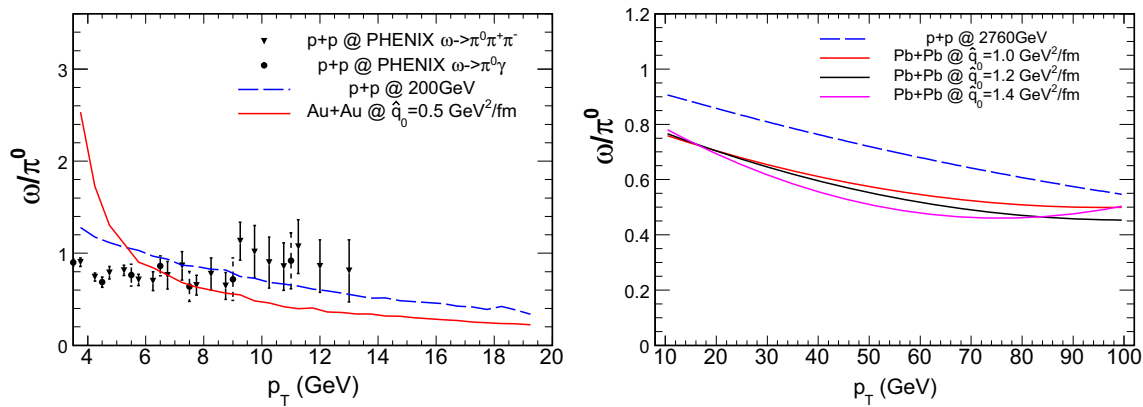 p+p @ PHENIX ω->π⁰π⁺π⁻
p+p @ PHENIX ω->π⁰γ
p+p @ 200GeV
Au+Au @ q̂₀=0.5 GeV²/fm
ω/π⁰
0
1
2
3
4
6
8
10
12
14
16
18
20
p_T (GeV)
p+p @ 2760GeV
Pb+Pb @ q̂₀=1.0 GeV²/fm
Pb+Pb @ q̂₀=1.2 GeV²/fm
Pb+Pb @ q̂₀=1.4 GeV²/fm
ω/π⁰
1.2
1
0.8
0.6
0.4
0.2
0
10
20
30
40
50
60
70
80
90
100
p_T (GeV)